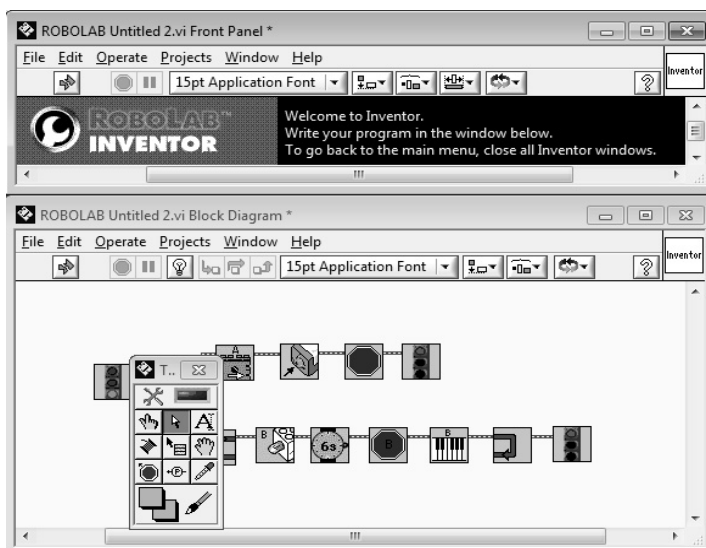 ROBOLAB Untitled 2.vi Front Panel *
File Edit Operate Projects Window Help
15pt Application Font
?
Inventor
ROBOLAB™
INVENTOR
Welcome to Inventor.
Write your program in the window below.
To go back to the main menu, close all Inventor windows.
ROBOLAB Untitled 2.vi Block Diagram *
File Edit Operate Projects Window Help
15pt Application Font
?
Inventor
A
T..
A
P
B
6s
B
B